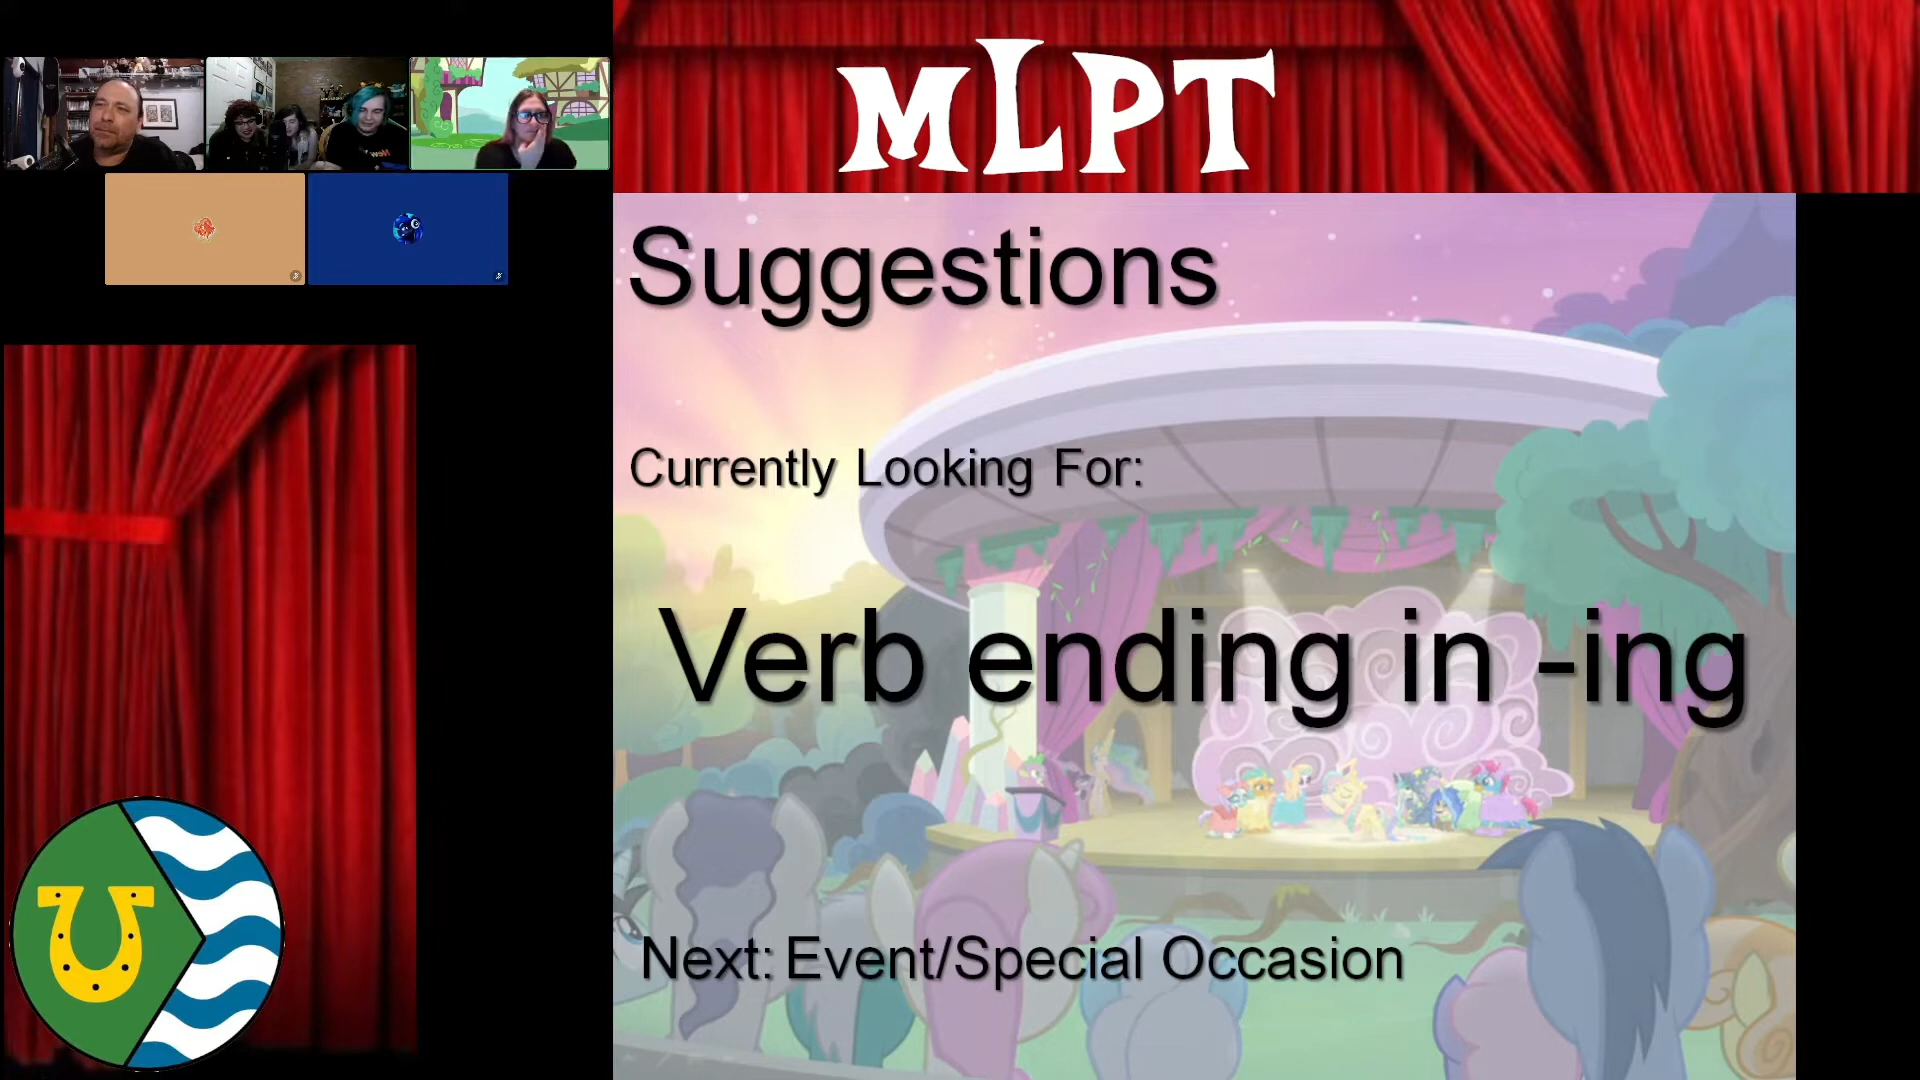 MLPT
Suggestions
Currently Looking For:
Verb ending in -ing
Next: Event/Special Occasion